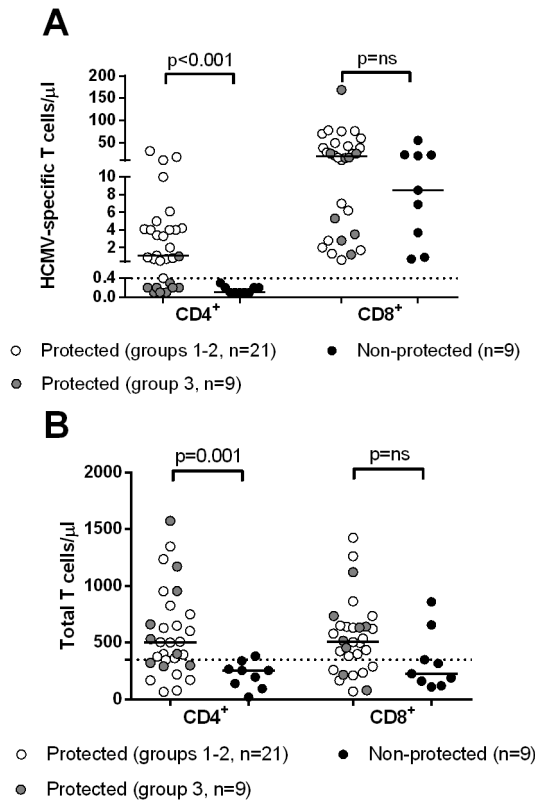 A
p<0.001 p=ns
HCMV-specific T cells/µl
200
150
100
50
10
8
6
4
2
0.4
0.0
CD4+ CD8+
Protected (groups 1-2, n=21) Non-protected (n=9)
Protected (group 3, n=9)
B
p=0.001 p=ns
Total T cells/µl
2000
1500
1000
500
0
CD4+ CD8+
Protected (groups 1-2, n=21) Non-protected (n=9)
Protected (group 3, n=9)